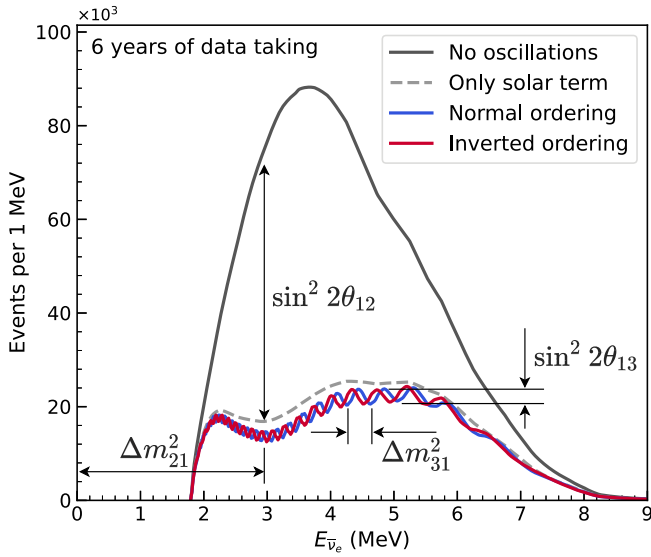 ×10³
100
80
60
40
20
0
Events per 1 MeV
6 years of data taking
No oscillations
Only solar term
Normal ordering
Inverted ordering
sin² 2θ₁₂
sin² 2θ₁₃
Δm²₂₁
Δm²₃₁
0 1 2 3 4 5 6 7 8 9
E_ν̅ₑ (MeV)